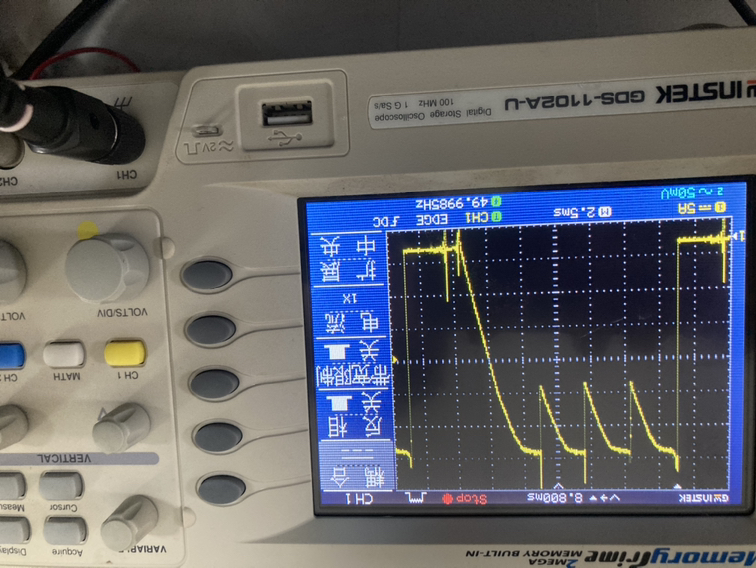 MemoryPrime 2MEGA
MEMORY BUILT-IN
GWINSTEK 8.800ms Stop CH 1
耦合
反相
关
带宽限制
关
电流
1X
扩展
中央
1
1 5A M 2.5ms T CH1 EDGE DC
2 50mV 49.9985Hz
VARIABLE
Acquire
Cursor
VERTICAL
CH 1
MATH
VOLTS/DIV
CH1
≈2V
GWINSTEK GDS-1102A-U
Digital Storage Oscilloscope
100 MHz 1 G Sa/s